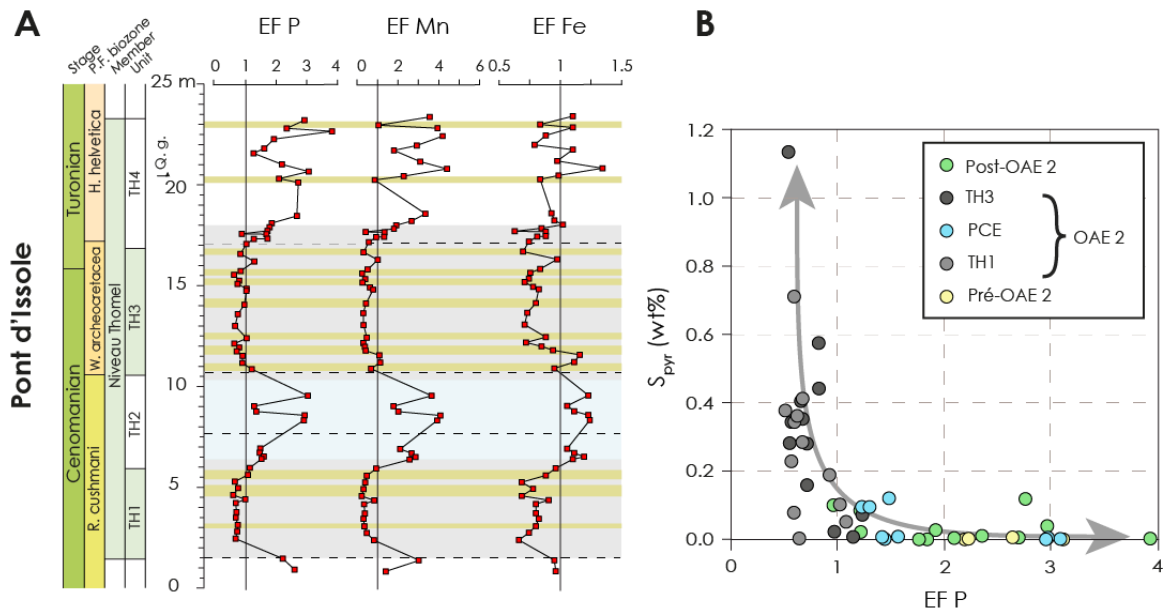 A
B
EF P
EF Mn
EF Fe
Stage
P.F. biozone
Member
Unit
0 1 2 3 4
0 2 4 6
0.5 1 1.5
25 m
20
15
10
5
0
↓Q. g.
Pont d'Issole
Turonian
Cenomanian
H. helvetica
W. archeoaretacea
R. cushmani
Niveau Thomel
TH4
TH3
TH2
TH1
1.2
1.0
0.8
0.6
0.4
0.2
0.0
S pyr (wt%)
Post-OAE 2
TH3
PCE
TH1
OAE 2
Pré-OAE 2
0 1 2 3 4
EF P